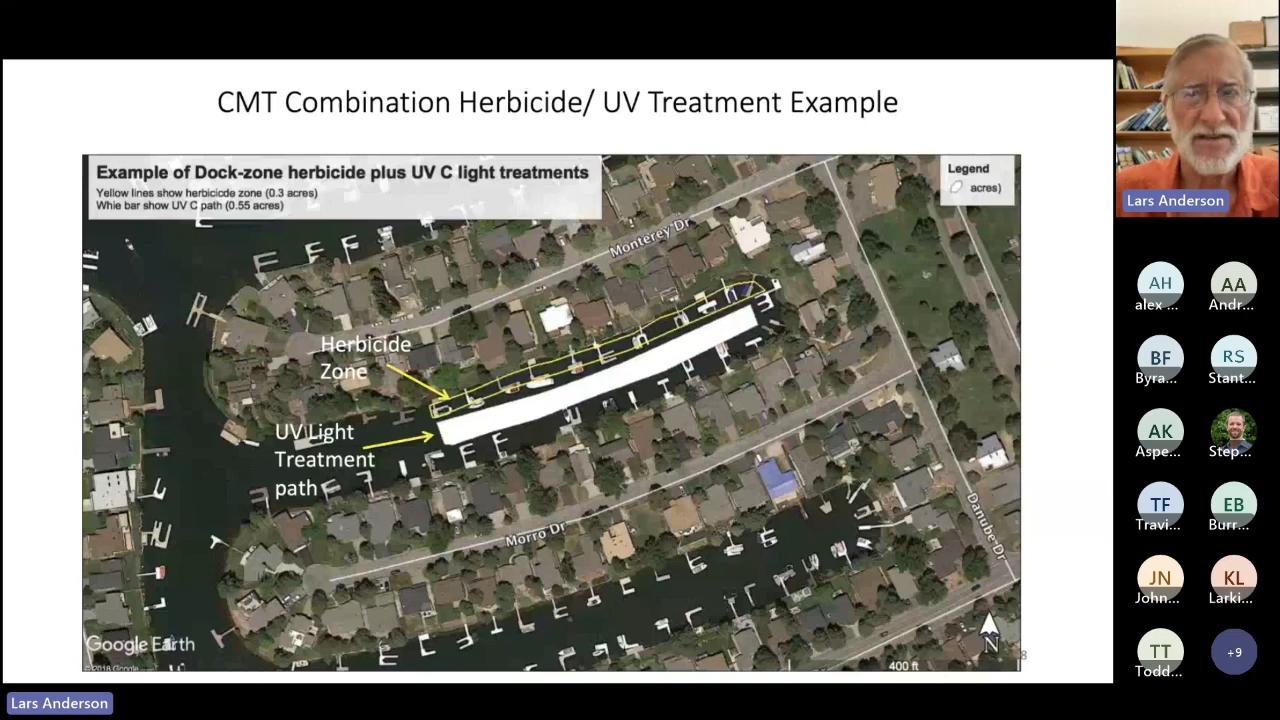 CMT Combination Herbicide/ UV Treatment Example
Example of Dock-zone herbicide plus UV C light treatments
Yellow lines show herbicicde zone (0.3 acres)
Whie bar show UV C path (0.55 acres)
Legend
acres)
Monterey Dr
Herbicide
Zone
UV Light
Treatment
path
Morro Dr
Danube Dr
Google Earth
© 2018 Google
400 ft
N
8
Lars Anderson
Lars Anderson
AH
alex ...
AA
Andr...
BF
Byra...
RS
Stant...
AK
Aspe...
Step...
TF
Travi...
EB
Burr...
JN
John...
KL
Larki...
TT
Todd...
+9